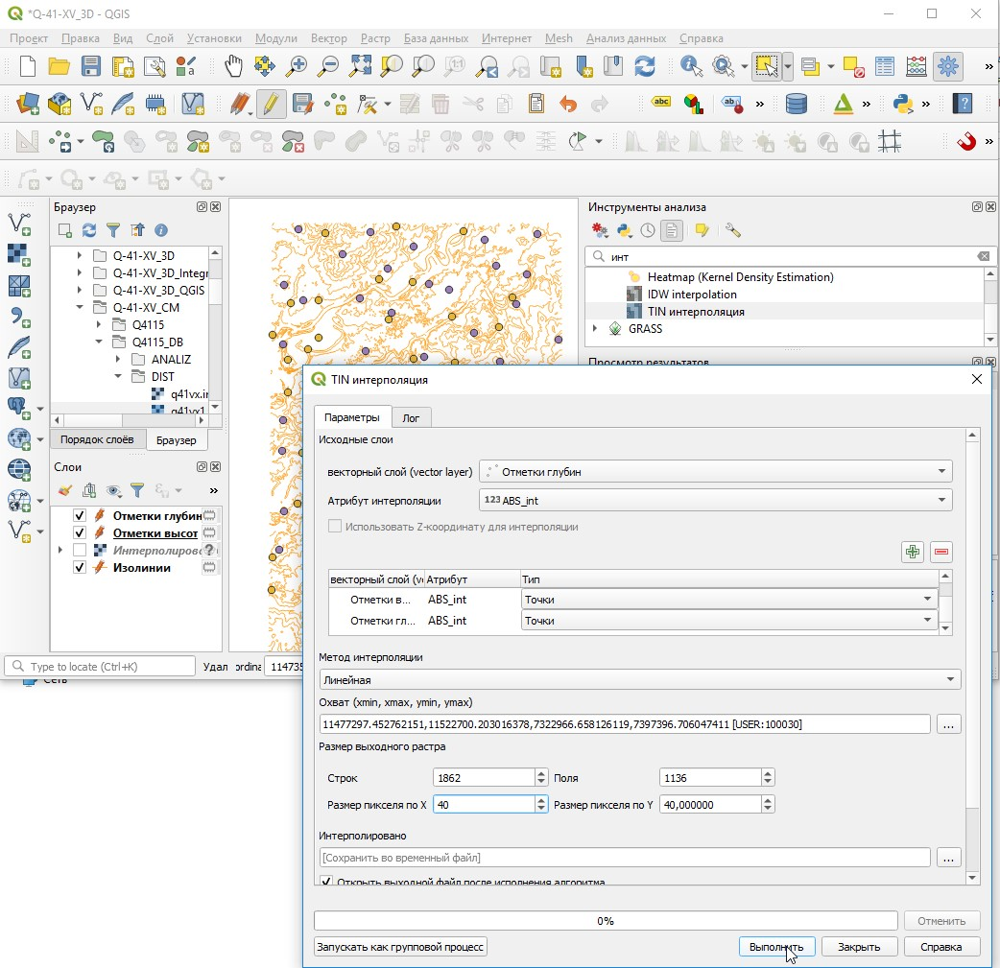 *Q-41-XV_3D - QGIS
Проект Правка Вид Слой Установки Модули Вектор Растр База данных Интернет Mesh Анализ данных Справка
abc ab
Браузер
Q-41-XV_3D
Q-41-XV_3D_Integr
Q-41-XV_3D_QGIS
Q-41-XV_CM
Q4115
Q4115_DB
ANALIZ
DIST
q41vx.ir
q41vx1
Порядок слоёв Браузер
Слои
Отметки глубин
Отметки высот
Интерполиров
Изолинии
Type to locate (Ctrl+K) Удал ordina 114735
Сеть
Инструменты анализа
инт
Heatmap (Kernel Density Estimation)
IDW interpolation
TIN интерполяция
GRASS
Просмотр результатов
TIN интерполяция
Параметры Лог
Исходные слои
векторный слой (vector layer) Отметки глубин
Атрибут интерполяции 123 ABS_int
Использовать Z-координату для интерполяции
векторный слой (ve Атрибут Тип
Отметки в... ABS_int Точки
Отметки гл... ABS_int Точки
Метод интерполяции
Линейная
Охват (xmin, xmax, ymin, ymax)
11477297.452762151,11522700.203016378,7322966.658126119,7397396.706047411 [USER:100030]
...
Размер выходного растра
Строк 1862 Поля 1136
Размер пикселя по X 40 Размер пикселя по Y 40,000000
Интерполировано
[Сохранить во временный файл]
...
Открыть выходной файл после исполнения алгоритма
0% Отменить
Запускать как групповой процесс Выполнить Закрыть Справка